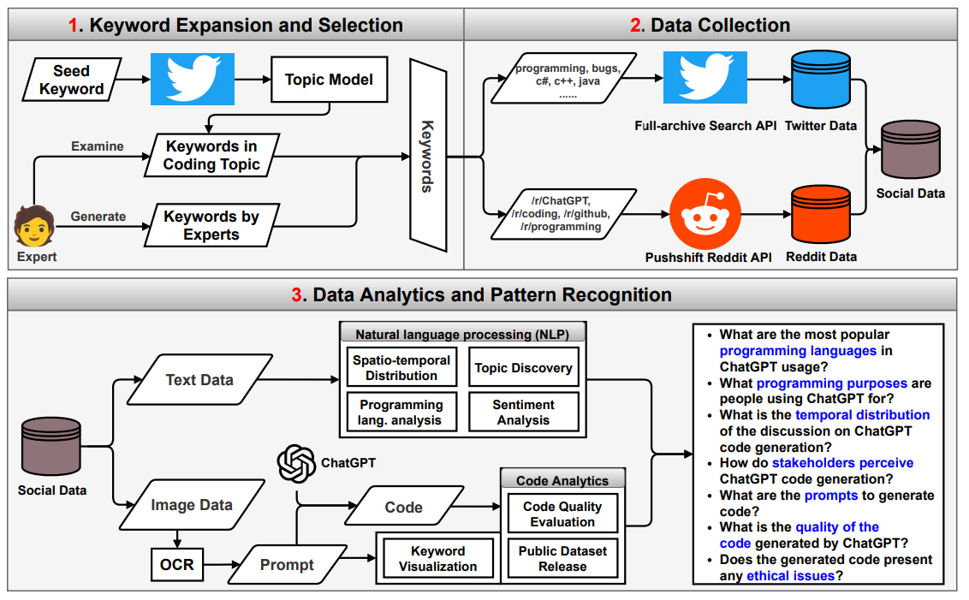 1. Keyword Expansion and Selection
Seed
Keyword
Topic Model
Examine
Keywords in
Coding Topic
Generate
Keywords by
Experts
Expert
Keywords
2. Data Collection
programming, bugs,
c#, c++, java
......
Full-archive Search API
Twitter Data
/r/ChatGPT,
/r/coding, /r/github,
/r/programming
Pushshift Reddit API
Reddit Data
Social Data
3. Data Analytics and Pattern Recognition
Social Data
Text Data
Natural language processing (NLP)
Spatio-temporal
Distribution
Topic Discovery
Programming
lang. analysis
Sentiment
Analysis
Image Data
OCR
Prompt
ChatGPT
Code
Keyword
Visualization
Code Analytics
Code Quality
Evaluation
Public Dataset
Release
• What are the most popular
programming languages in
ChatGPT usage?
• What programming purposes are
people using ChatGPT for?
• What is the temporal distribution
of the discussion on ChatGPT
code generation?
• How do stakeholders perceive
ChatGPT code generation?
• What are the prompts to generate
code?
• What is the quality of the
code generated by ChatGPT?
• Does the generated code present
any ethical issues?